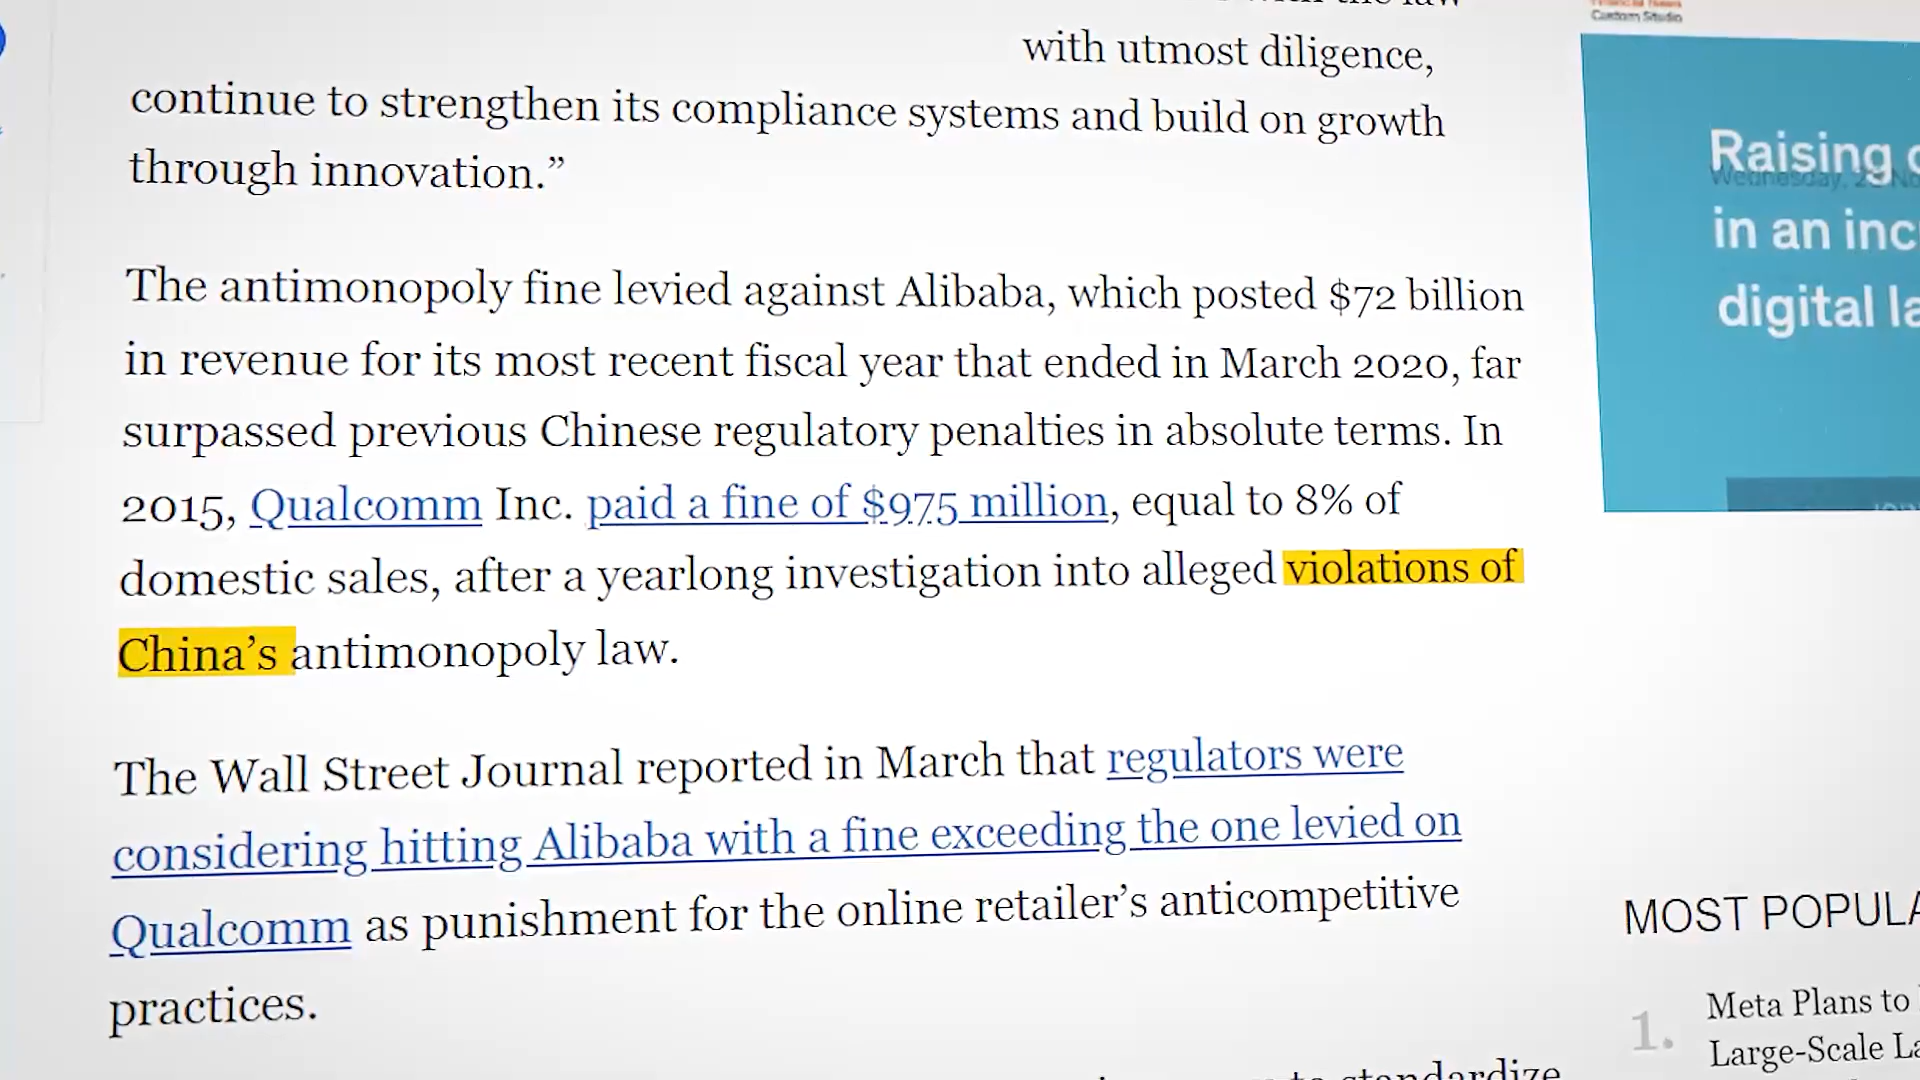 with utmost diligence,
continue to strengthen its compliance systems and build on growth
through innovation.”
The antimonopoly fine levied against Alibaba, which posted $72 billion
in revenue for its most recent fiscal year that ended in March 2020, far
surpassed previous Chinese regulatory penalties in absolute terms. In
2015, Qualcomm Inc. paid a fine of $975 million, equal to 8% of
domestic sales, after a yearlong investigation into alleged violations of
China’s antimonopoly law.
The Wall Street Journal reported in March that regulators were
considering hitting Alibaba with a fine exceeding the one levied on
Qualcomm as punishment for the online retailer’s anticompetitive
practices.
standardize
Custom Studio
Raising
Wednesday, 
in an
digital
MOST
1. Meta Plans to
Large-Scale